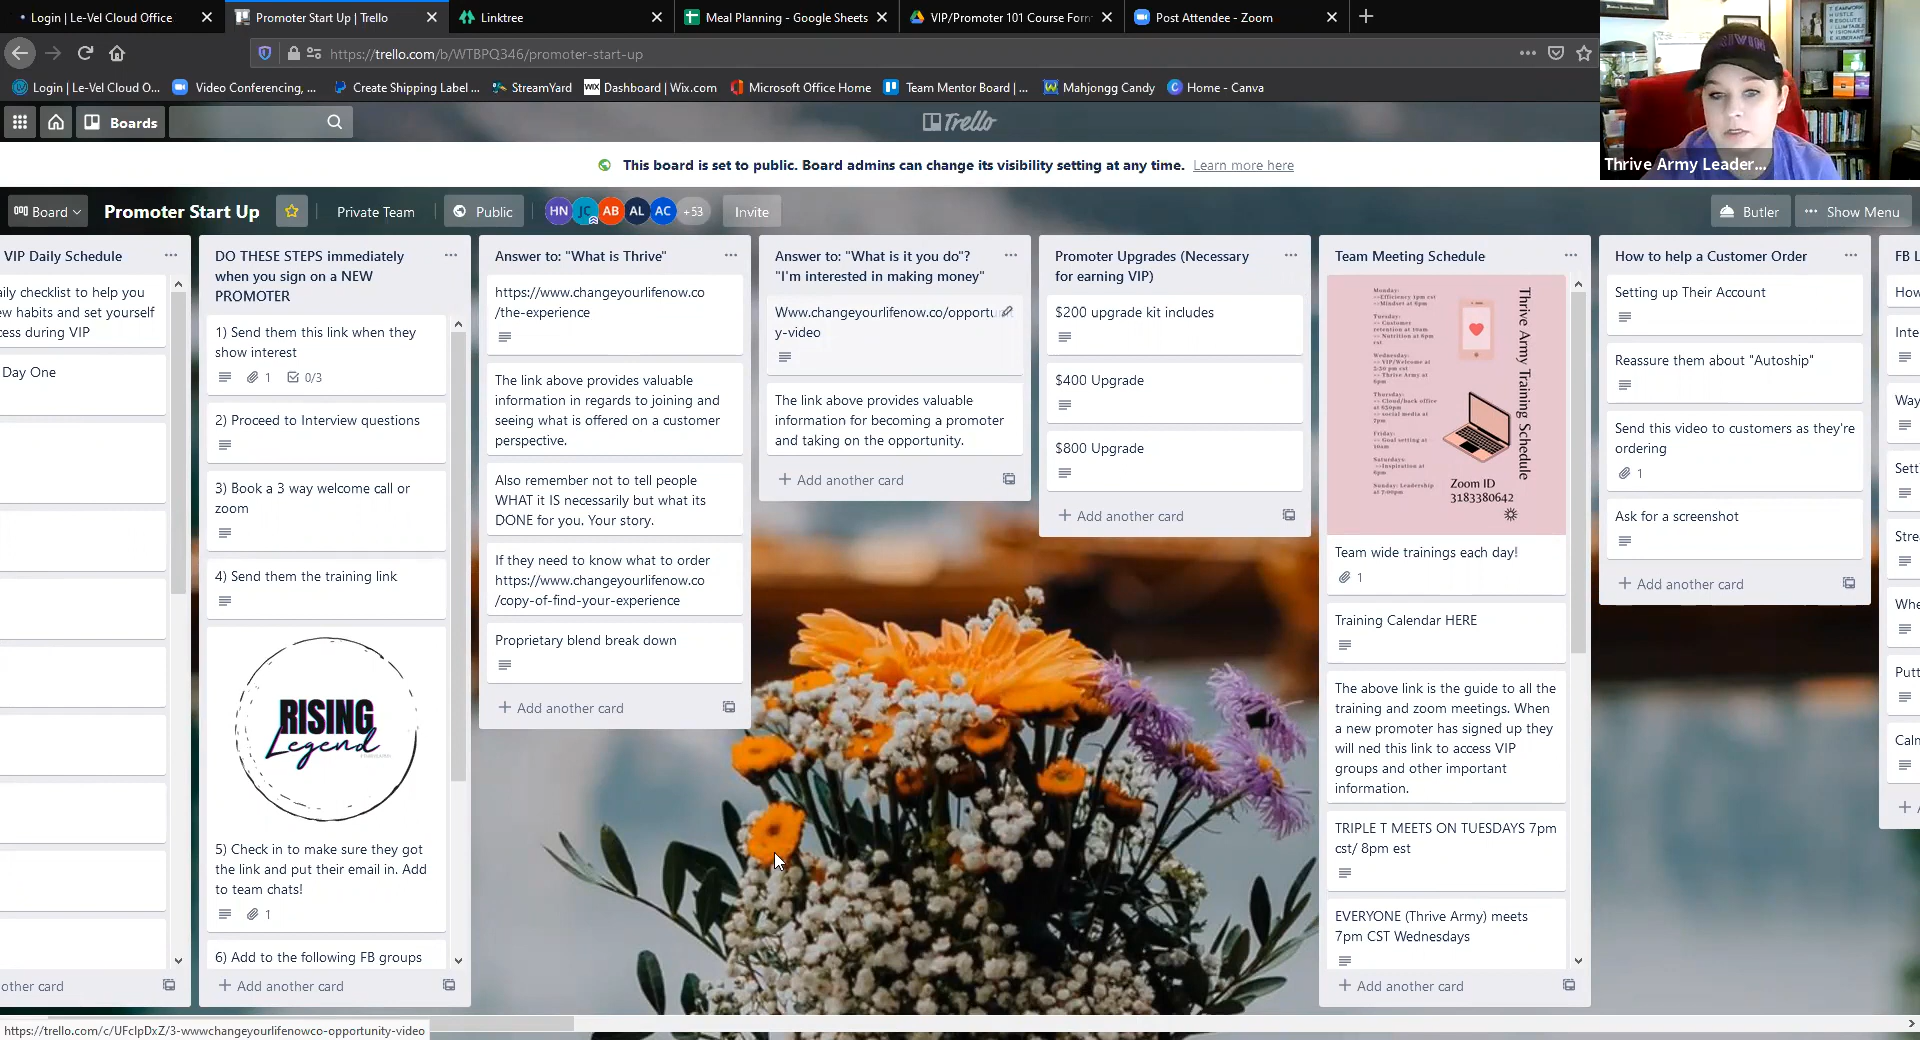 Login | Le-Vel Cloud Office
Promoter Start Up | Trello
Linktree
Meal Planning - Google Sheets
VIP/Promoter 101 Course Form
Post Attendee - Zoom
https://trello.com/b/WTBPQ346/promoter-start-up
Login | Le-Vel Cloud O...
Video Conferencing, ...
Create Shipping Label ...
StreamYard
Dashboard | Wix.com
Microsoft Office Home
Team Mentor Board | ...
Mahjongg Candy
Home - Canva
Boards
Trello
Thrive Army Leader...
This board is set to public. Board admins can change its visibility setting at any time. Learn more here
Board
Promoter Start Up
Private Team
Public
HN
JC
AB
AL
AC
+53
Invite
Butler
Show Menu
VIP Daily Schedule
aily checklist to help you
ew habits and set yourself
cess during VIP
Day One
other card
DO THESE STEPS immediately
when you sign on a NEW
PROMOTER
1) Send them this link when they
show interest
1
0/3
2) Proceed to Interview questions
3) Book a 3 way welcome call or
zoom
4) Send them the training link
RISING
Legend
5) Check in to make sure they got
the link and put their email in. Add
to team chats!
1
6) Add to the following FB groups
Add another card
Answer to: "What is Thrive"
https://www.changeyourlifenow.co
/the-experience
The link above provides valuable
information in regards to joining and
seeing what is offered on a customer
perspective.
Also remember not to tell people
WHAT it IS necessarily but what its
DONE for you. Your story.
If they need to know what to order
https://www.changeyourlifenow.co
/copy-of-find-your-experience
Proprietary blend break down
Add another card
Answer to: "What is it you do"?
"I'm interested in making money"
Www.changeyourlifenow.co/opportu
y-video
The link above provides valuable
information for becoming a promoter
and taking on the opportunity.
Add another card
Promoter Upgrades (Necessary
for earning VIP)
$200 upgrade kit includes
$400 Upgrade
$800 Upgrade
Add another card
Team Meeting Schedule
Thrive Army Training Schedule
Monday:
Tuesday:
Wednesday:
Thursday:
Friday:
Zoom ID
3183380642
Team wide trainings each day!
1
Training Calendar HERE
The above link is the guide to all the
training and zoom meetings. When
a new promoter has signed up they
will ned this link to access VIP
groups and other important
information.
TRIPLE T MEETS ON TUESDAYS 7pm
cst/ 8pm est
EVERYONE (Thrive Army) meets
7pm CST Wednesdays
Add another card
How to help a Customer Order
Setting up Their Account
Reassure them about "Autoship"
Send this video to customers as they're
ordering
1
Ask for a screenshot
Add another card
FB L
How
Inte
Way
Setti
Stre
Whe
Putt
Caln
https://trello.com/c/UFclpDxZ/3-wwwchangeyourlifenowco-opportunity-video